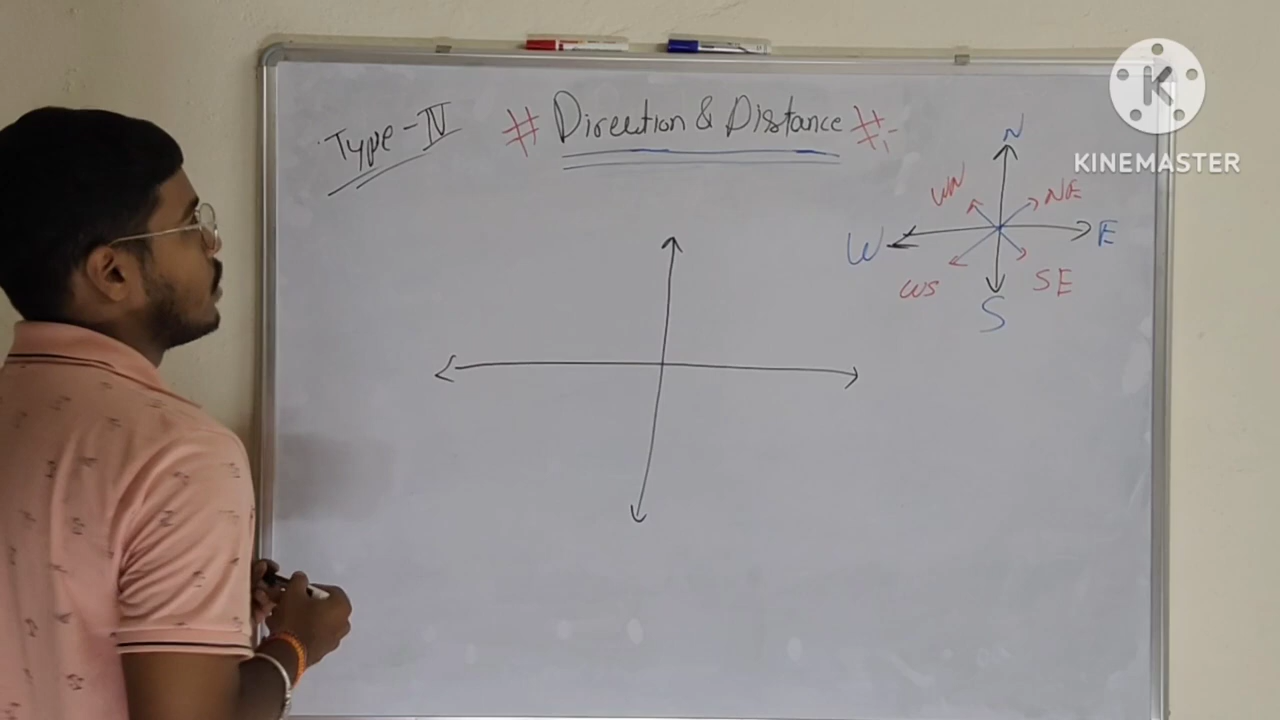 Type-IV # Direction & Distance #:-
N
K
KINEMASTER
WN NE
W E
WS SE
S